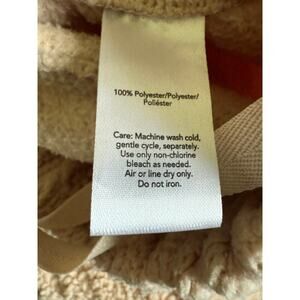 100% Polyester/Polyester/
Poliéster
Care: Machine wash cold,
gentle cycle, separately.
Use only non-chlorine
bleach as needed.
Air or line dry only.
Do not iron.